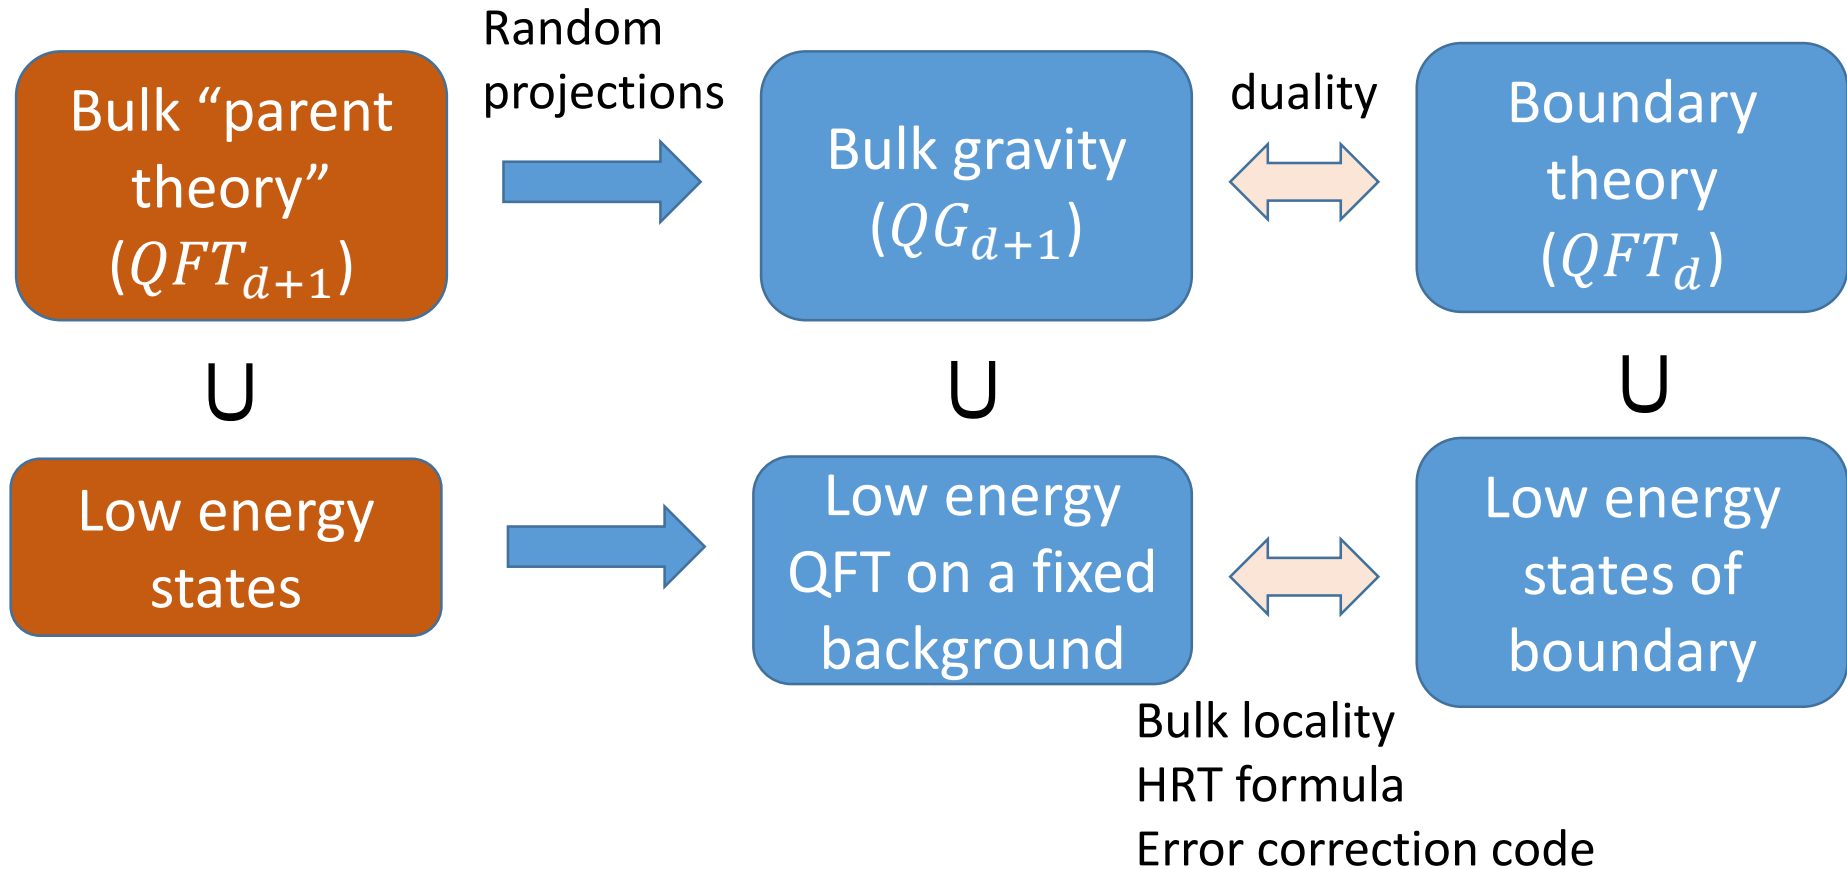 Random
projections
Bulk “parent
theory”
(QFT_{d+1})
Bulk gravity
(QG_{d+1})
duality
Boundary
theory
(QFT_d)
∪
∪
∪
Low energy
states
Low energy
QFT on a fixed
background
Low energy
states of
boundary
Bulk locality
HRT formula
Error correction code